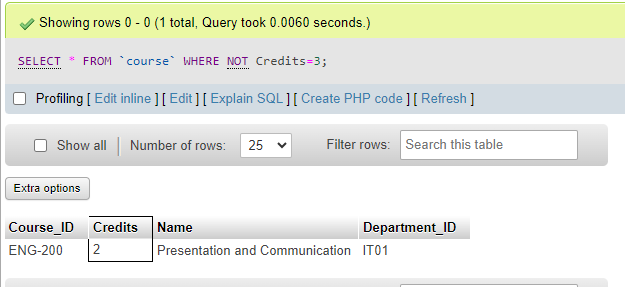 Showing rows 0 - 0 (1 total, Query took 0.0060 seconds.)
SELECT * FROM `course` WHERE NOT Credits=3;
Profiling [ Edit inline ] [ Edit ] [ Explain SQL ] [ Create PHP code ] [ Refresh ]
Show all Number of rows: 25 Filter rows: Search this table
Extra options
Course_ID Credits Name Department_ID
ENG-200 2 Presentation and Communication IT01